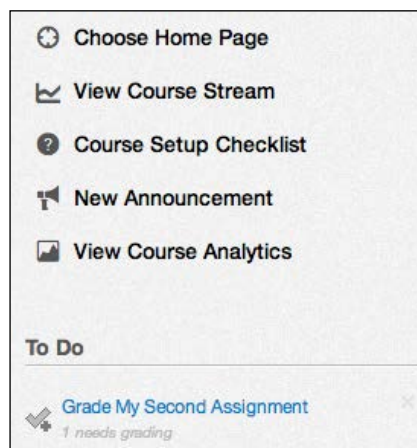 Choose Home Page
View Course Stream
Course Setup Checklist
New Announcement
View Course Analytics
To Do
Grade My Second Assignment
1 needs grading